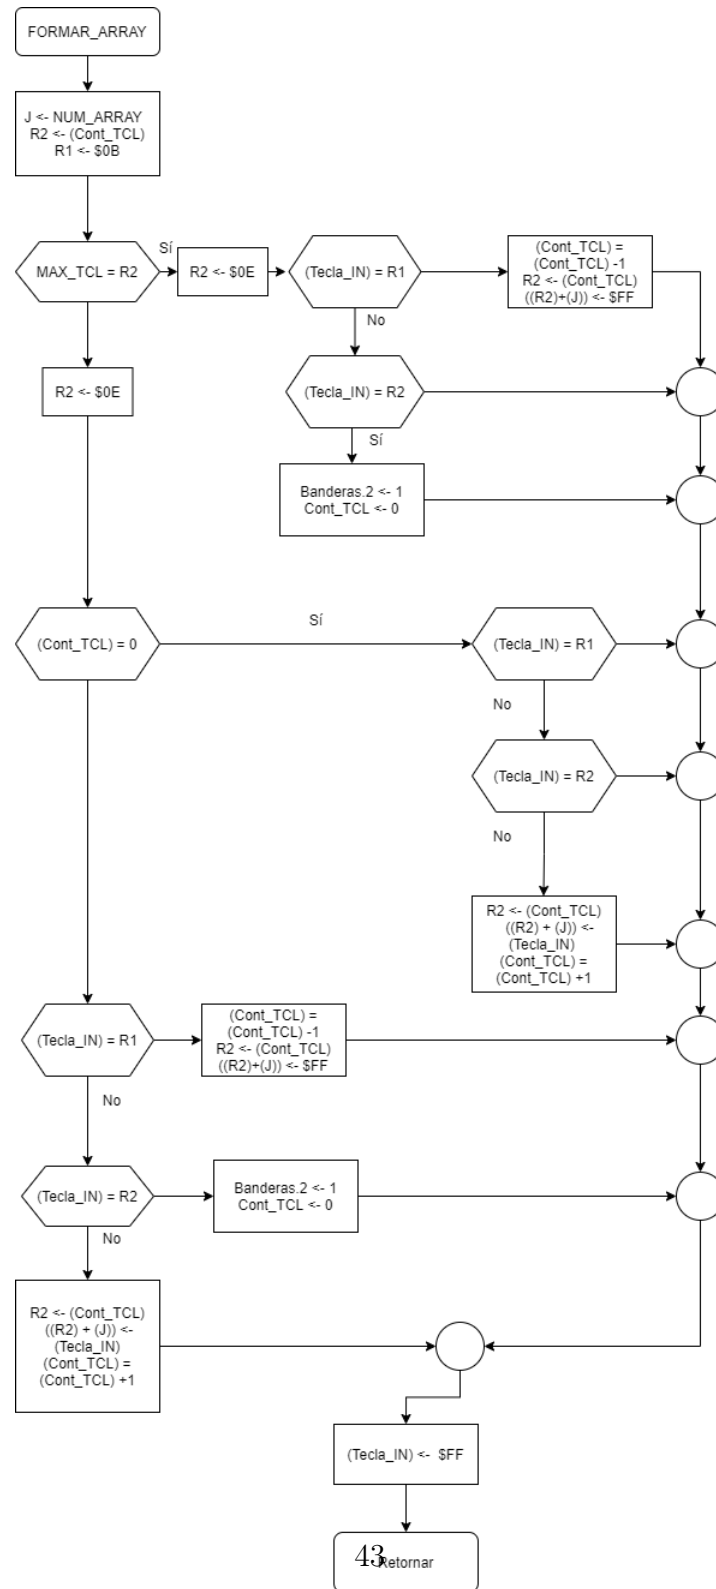 FORMAR_ARRAY
J <- NUM_ARRAY
R2 <- (Cont_TCL)
R1 <- $0B
MAX_TCL = R2
Sí
R2 <- $0E
(Tecla_IN) = R1
(Cont_TCL) =
(Cont_TCL) -1
R2 <- (Cont_TCL)
((R2)+(J)) <- $FF
No
R2 <- $0E
(Tecla_IN) = R2
Sí
Banderas.2 <- 1
Cont_TCL <- 0
(Cont_TCL) = 0
Sí
(Tecla_IN) = R1
No
(Tecla_IN) = R2
No
R2 <- (Cont_TCL)
((R2) + (J)) <-
(Tecla_IN)
(Cont_TCL) =
(Cont_TCL) +1
(Tecla_IN) = R1
(Cont_TCL) =
(Cont_TCL) -1
R2 <- (Cont_TCL)
((R2)+(J)) <- $FF
No
(Tecla_IN) = R2
Banderas.2 <- 1
Cont_TCL <- 0
No
R2 <- (Cont_TCL)
((R2) + (J)) <-
(Tecla_IN)
(Cont_TCL) =
(Cont_TCL) +1
(Tecla_IN) <- $FF
43
Retornar